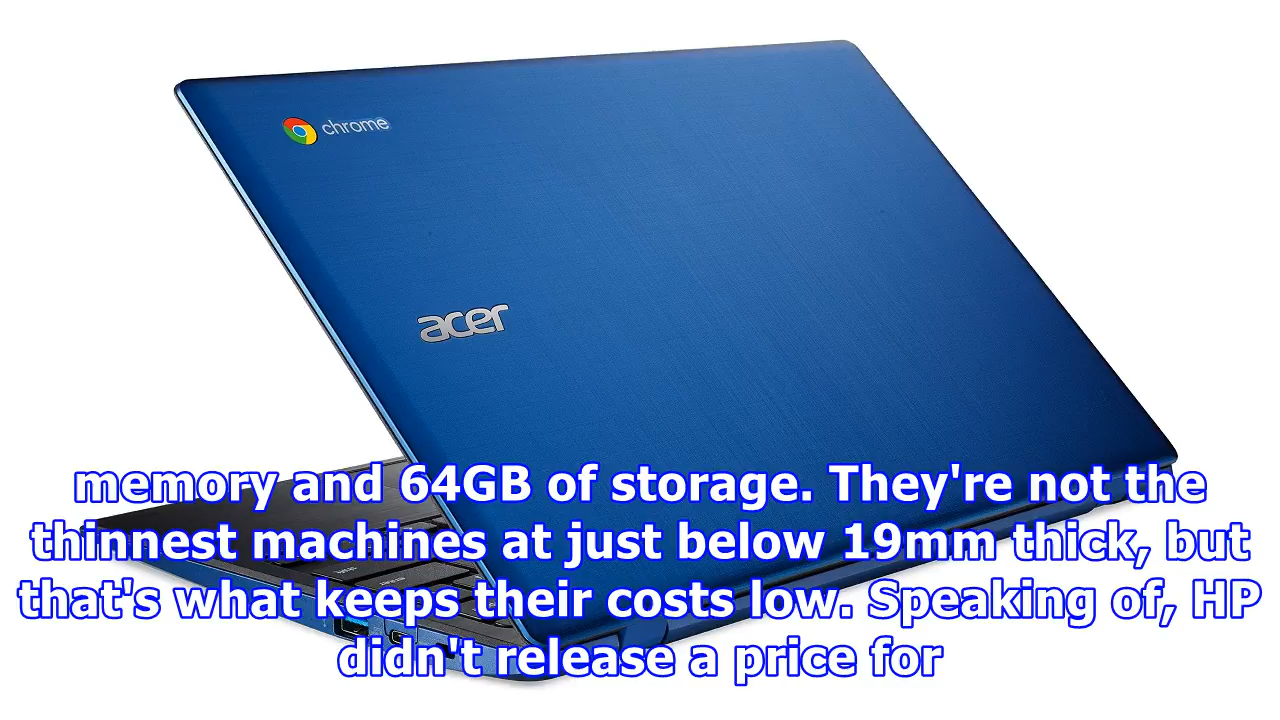 chrome
acer
memory and 64GB of storage. They're not the
thinnest machines at just below 19mm thick, but
that's what keeps their costs low. Speaking of, HP
didn't release a price for